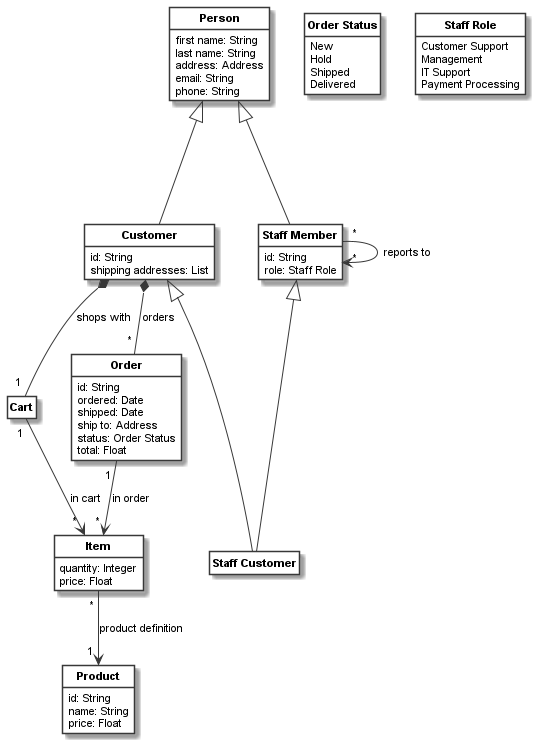 Person
first name: String
last name: String
address: Address
email: String
phone: String
Order Status
New
Hold
Shipped
Delivered
Staff Role
Customer Support
Management
IT Support
Payment Processing
Customer
id: String
shipping addresses: List
Staff Member
id: String
role: Staff Role
*
*
reports to
shops with
orders
1
*
Order
id: String
ordered: Date
shipped: Date
ship to: Address
status: Order Status
total: Float
Cart
1
1
in cart
in order
*
*
Item
quantity: Integer
price: Float
Staff Customer
*
product definition
1
Product
id: String
name: String
price: Float